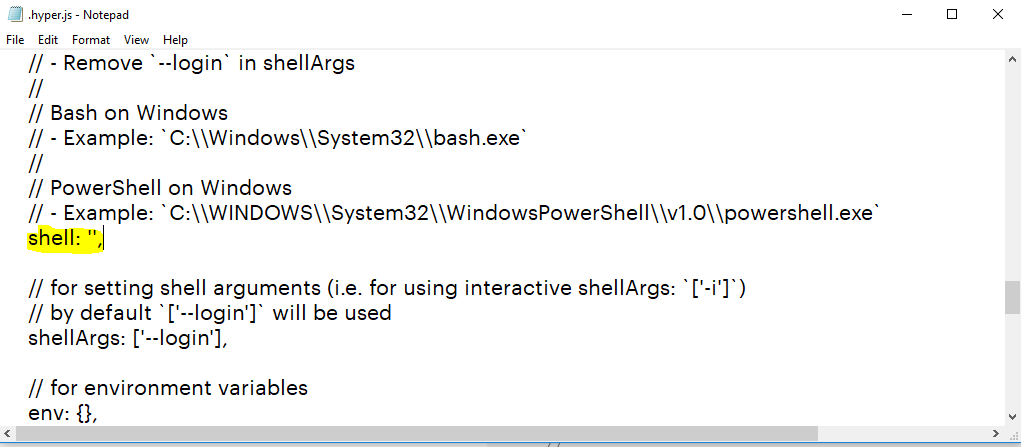 .hyper.js - Notepad
File Edit Format View Help
// - Remove `--login` in shellArgs
//
// Bash on Windows
// - Example: `C:\\Windows\\System32\\bash.exe`
//
// PowerShell on Windows
// - Example: `C:\\WINDOWS\\System32\\WindowsPowerShell\\v1.0\\powershell.exe`
shell: '',
// for setting shell arguments (i.e. for using interactive shellArgs: `['-i']`)
// by default `['--login']` will be used
shellArgs: ['--login'],
// for environment variables
env: {},